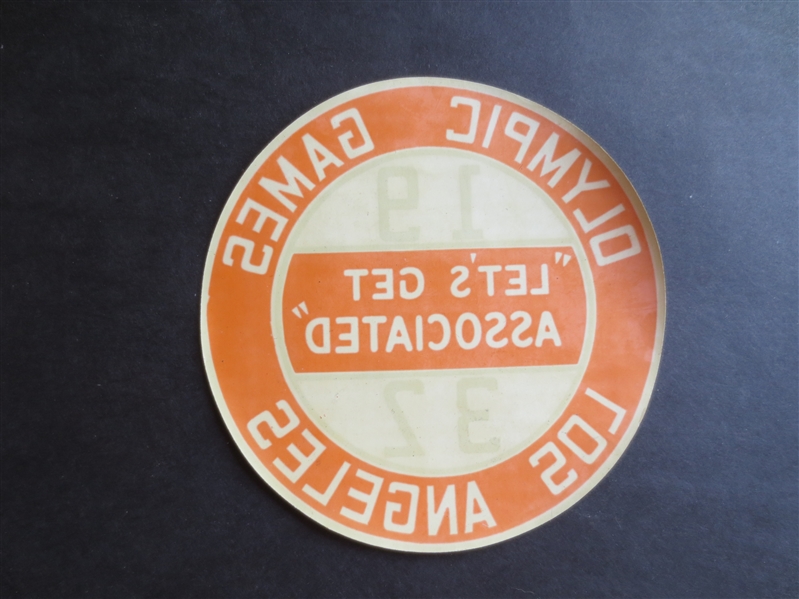 OLYMPIC GAMES
19
"LET'S GET
ASSOCIATED"
32
LOS ANGELES